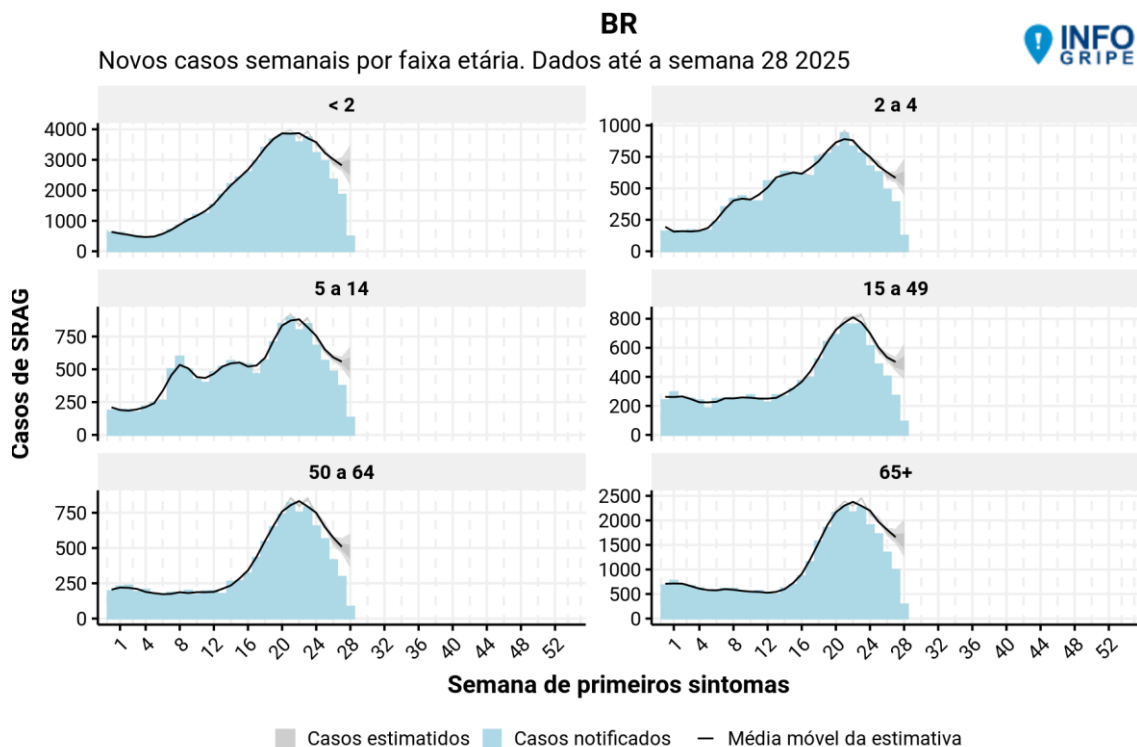 BR
INFO
GRIPE
Novos casos semanais por faixa etária. Dados até a semana 28 2025
< 2
2 a 4
4000
3000
2000
1000
0
1000
750
500
250
0
5 a 14
15 a 49
750
500
250
0
800
600
400
200
0
50 a 64
65+
750
500
250
0
2500
2000
1500
1000
500
0
1 4 8 12 16 20 24 28 32 36 40 44 48 52
1 4 8 12 16 20 24 28 32 36 40 44 48 52
Casos de SRAG
Semana de primeiros sintomas
Casos estimatidos Casos notificados Média móvel da estimativa